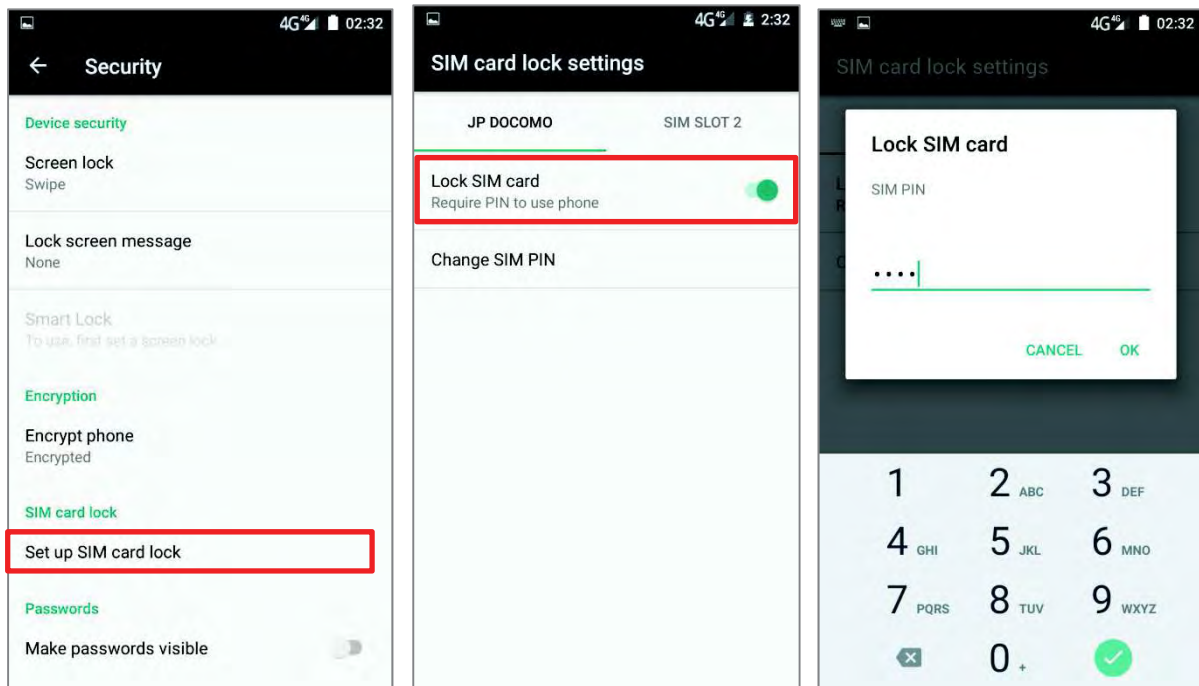 4G 4G 02:32
Security
Device security
Screen lock
Swipe
Lock screen message
None
Smart Lock
To use, first set a screen lock
Encryption
Encrypt phone
Encrypted
SIM card lock
Set up SIM card lock
Passwords
Make passwords visible
4G 4G 2:32
SIM card lock settings
JP DOCOMO SIM SLOT 2
Lock SIM card
Require PIN to use phone
Change SIM PIN
4G 4G 02:32
SIM card lock settings
L
R
C
Lock SIM card
SIM PIN
••••
CANCEL OK
1 2 ABC 3 DEF
4 GHI 5 JKL 6 MNO
7 PQRS 8 TUV 9 WXYZ
0 +